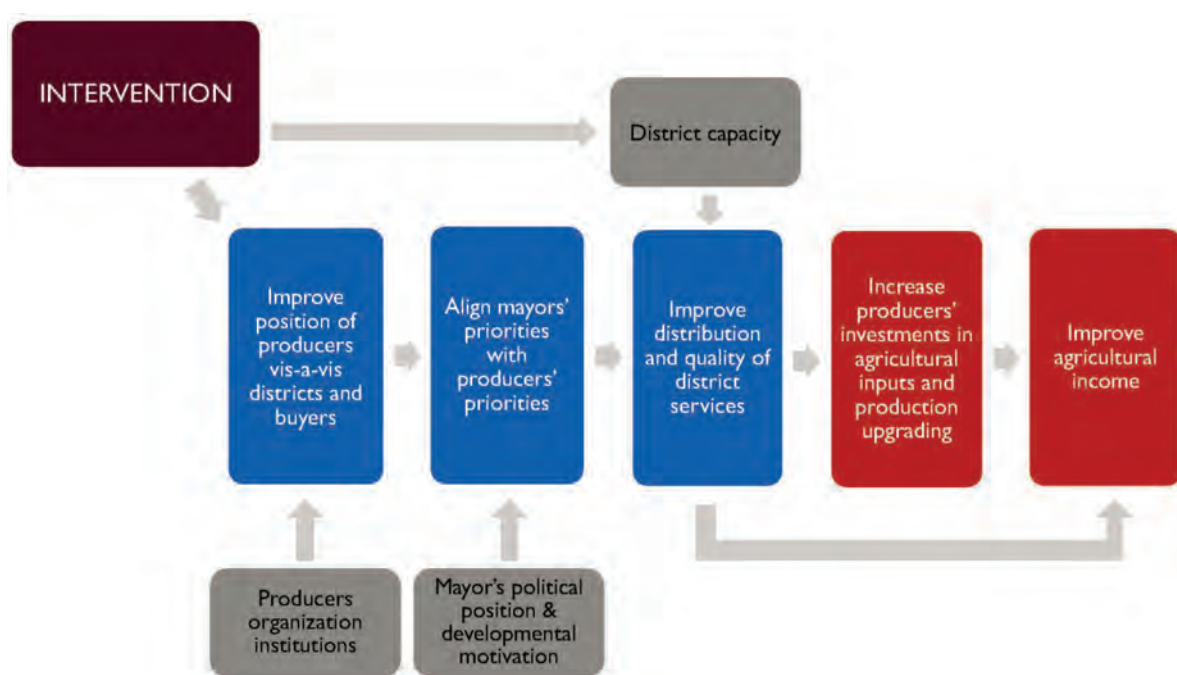 INTERVENTION
District capacity
Improve
position of
producers
vis-a-vis
districts and
buyers
Align mayors'
priorities
with
producers'
priorities
Improve
distribution
and quality of
district
services
Increase
producers'
investments in
agricultural
inputs and
production
upgrading
Improve
agricultural
income
Producers
organization
institutions
Mayor's political
position &
developmental
motivation